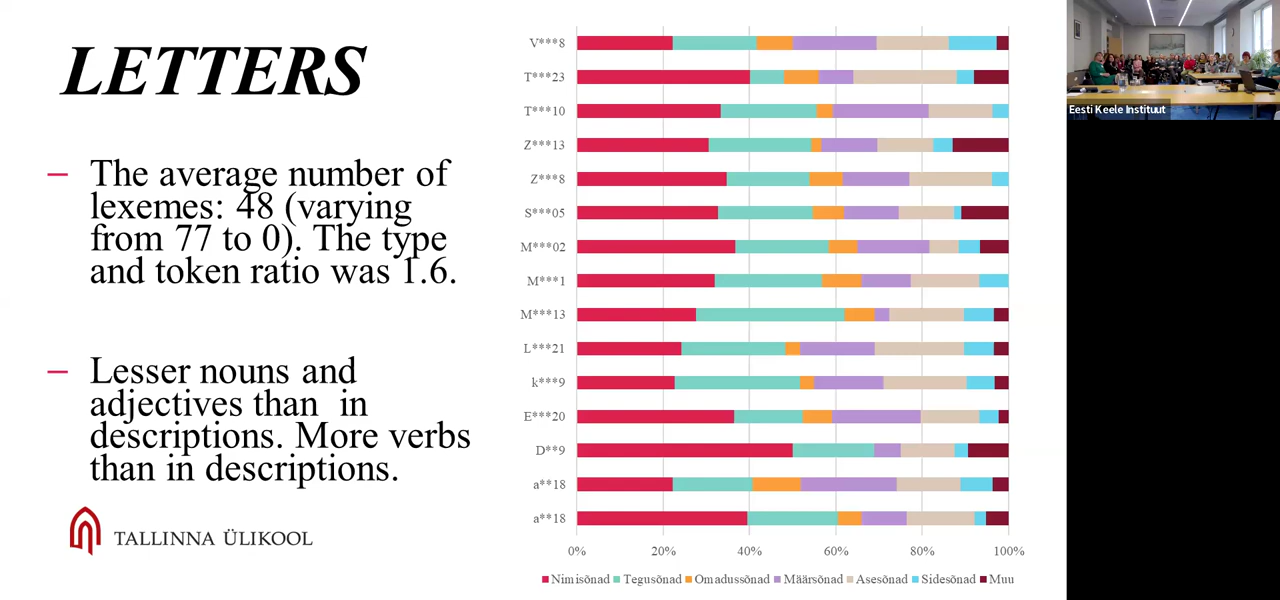 LETTERS
– The average number of
lexemes: 48 (varying
from 77 to 0). The type
and token ratio was 1.6.
– Lesser nouns and
adjectives than in
descriptions. More verbs
than in descriptions.
TALLINNA ÜLIKOOL
V***8
T***23
T***10
Z***13
Z***8
S***05
M***02
M***1
M***13
L***21
k***9
E***20
D**9
a**18
a**18
0% 20% 40% 60% 80% 100%
Nimisõnad Tegusõnad Omadussõnad Määrsõnad Asesõnad Sidesõnad Muu
Eesti Keele Instituut